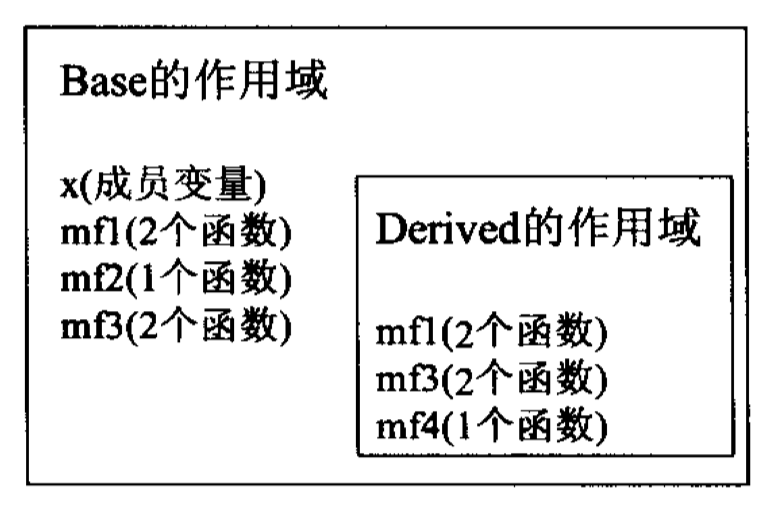 Base的作用域
x(成员变量)
mf1(2个函数)
mf2(1个函数)
mf3(2个函数)
Derived的作用域
mf1(2个函数)
mf3(2个函数)
mf4(1个函数)